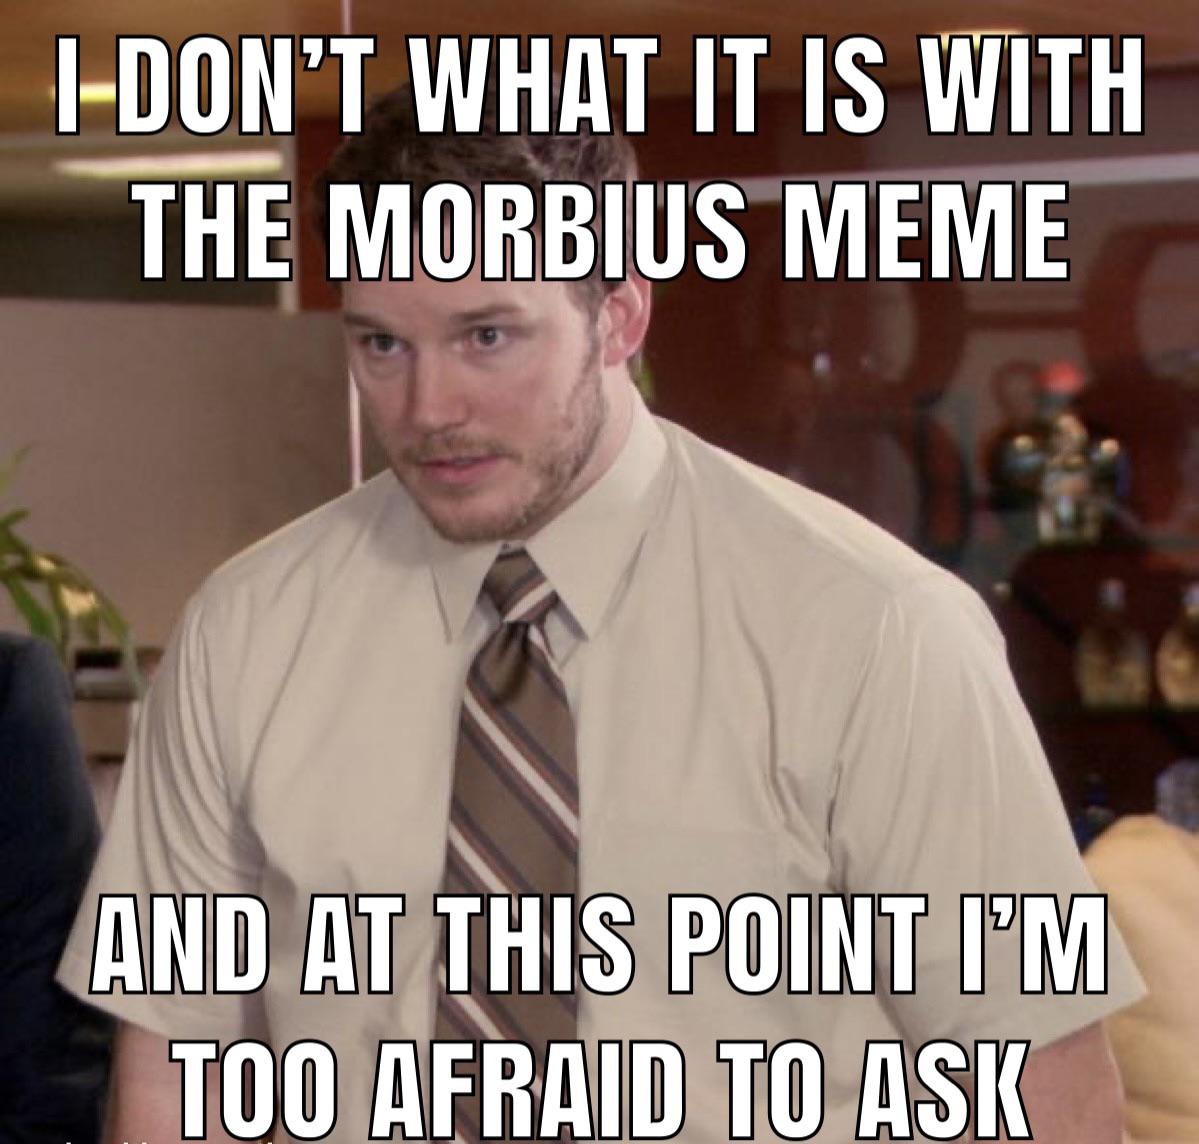 I DON'T WHAT IT IS WITH
THE MORBIUS MEME
AND AT THIS POINT I'M
TOO AFRAID TO ASK